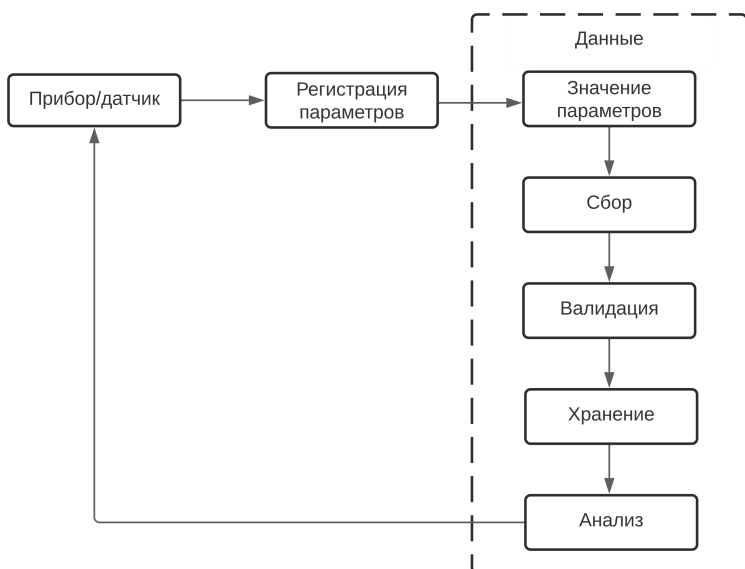 Данные
Прибор/датчик
Регистрация
параметров
Значение
параметров
Сбор
Валидация
Хранение
Анализ